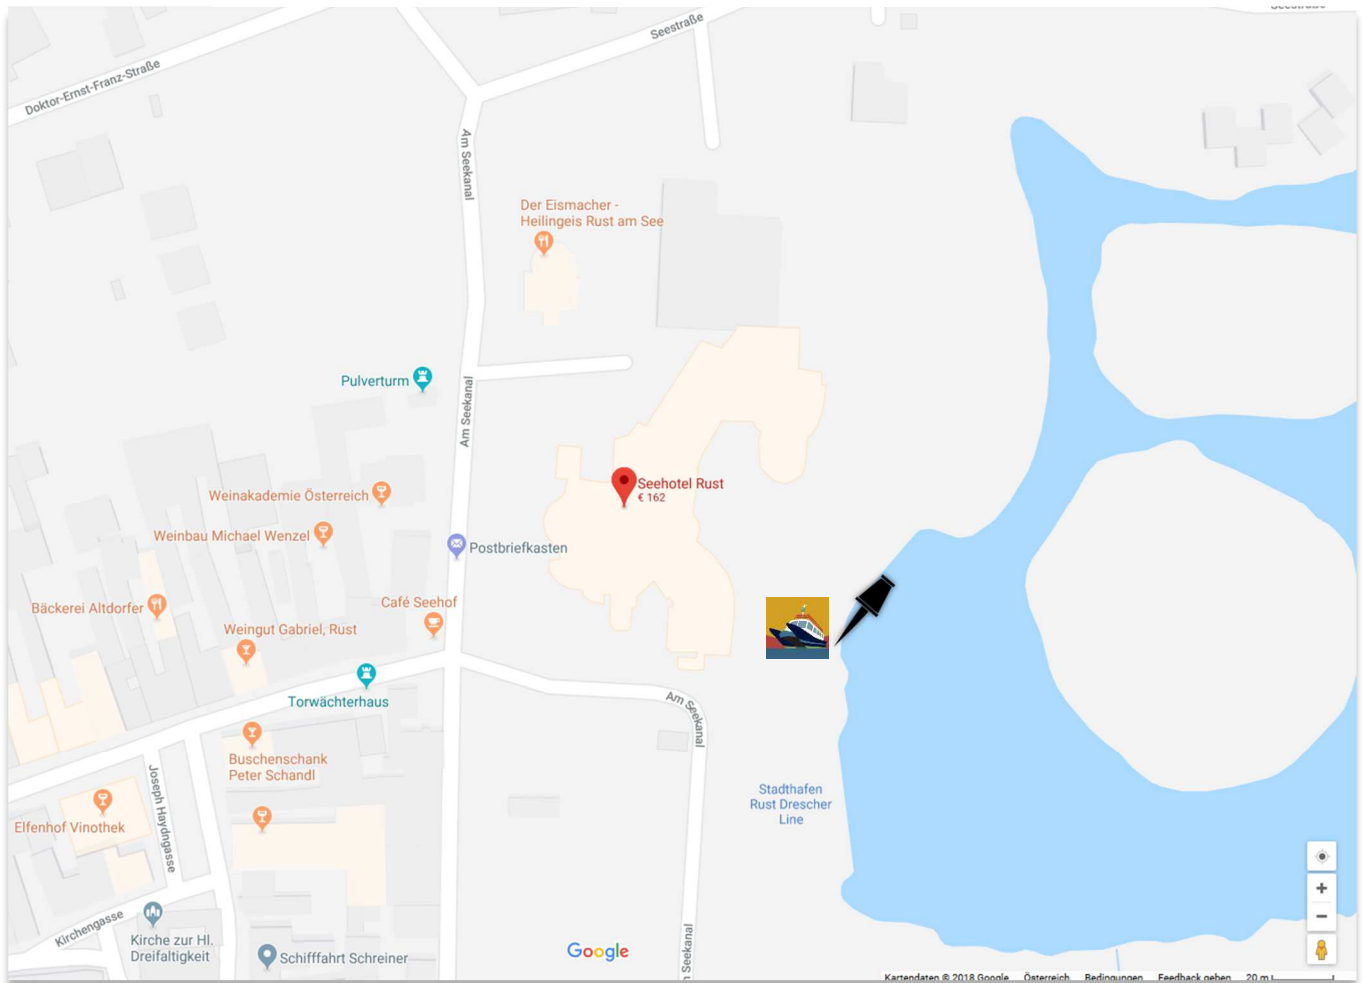 Seestraße
Seestraße
Doktor-Ernst-Franz-Straße
Am Seekanal
Der Eismacher -
Heilingeis Rust am See
Pulverturm
Am Seekanal
Seehotel Rust
€ 162
Weinakademie Österreich
Weinbau Michael Wenzel
Postbriefkasten
Bäckerei Altdorfer
Café Seehof
Weingut Gabriel, Rust
Torwächterhaus
Am Seekanal
Buschenschank
Peter Schandl
Joseph Haydngasse
Stadthafen
Rust Drescher
Line
Elfenhof Vinothek
Kirchengasse
Kirche zur Hl.
Dreifaltigkeit
Schifffahrt Schreiner
Google
Seekanal
Kartendaten © 2018 Google Österreich Bedingungen Feedback geben 20 m